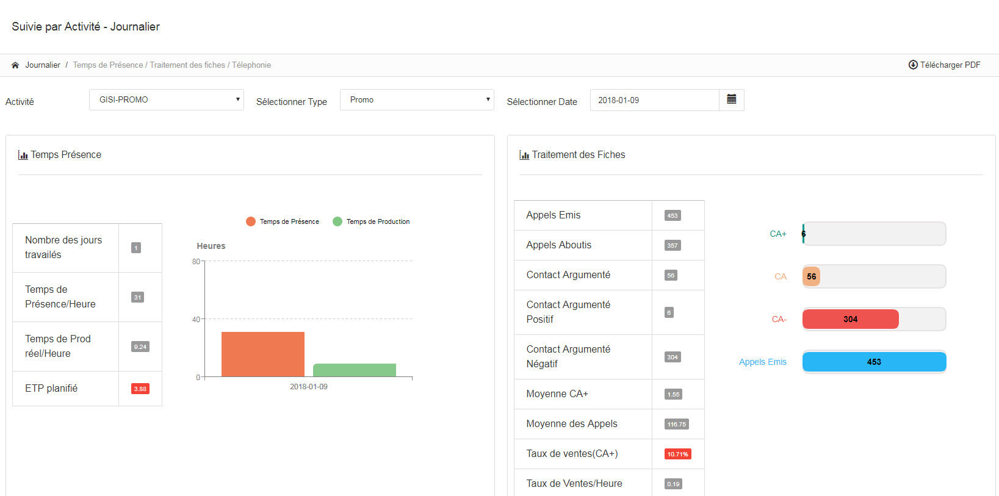 Suivie par Activité - Journalier
Journalier / Temps de Présence / Traitement des fiches / Télephonie
Télécharger PDF
Activité
GISI-PROMO
Sélectionner Type
Promo
Sélectionner Date
2018-01-09
Temps Présence
Nombre des jours
travailés
1
Temps de
Présence/Heure
31
Temps de Prod
réel/Heure
9.24
ETP planifié
3.88
Temps de Présence
Temps de Production
Heures
80
40
0
2018-01-09
Traitement des Fiches
Appels Emis
453
Appels Aboutis
357
Contact Argumenté
56
Contact Argumenté
Positif
6
Contact Argumenté
Négatif
304
Moyenne CA+
1.55
Moyenne des Appels
116.75
Taux de ventes(CA+)
10.71%
Taux de Ventes/Heure
0.19
CA+
6
CA
56
CA-
304
Appels Emis
453